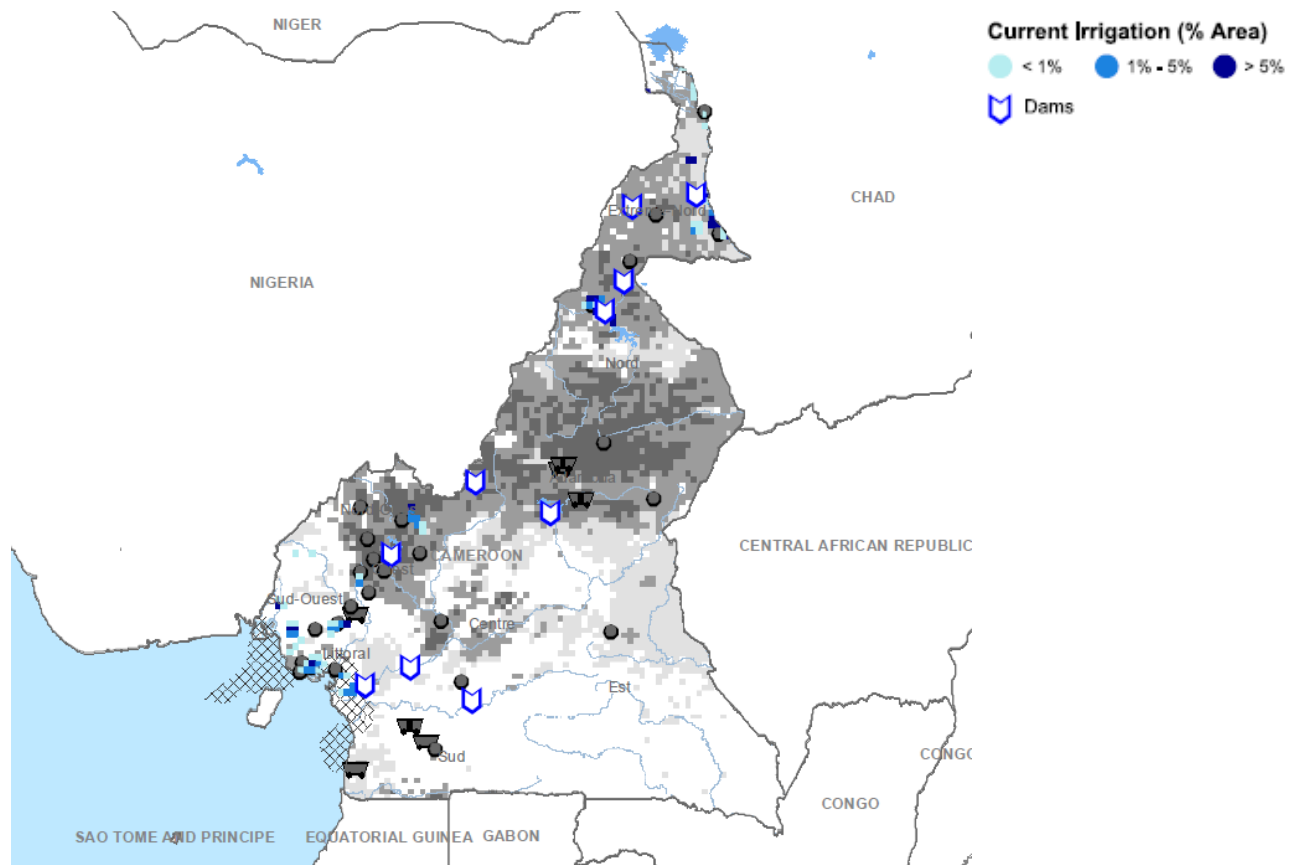 NIGER
Current Irrigation (% Area)
< 1%
1% - 5%
> 5%
Dams
CHAD
NIGERIA
Nord
CENTRAL AFRICAN REPUBLIC
AMEROON
Sud-Ouest
Centre
Littoral
Est
Sud
CONGO
SAO TOME AND PRINCIPE
EQUATORIAL GUINEA
GABON